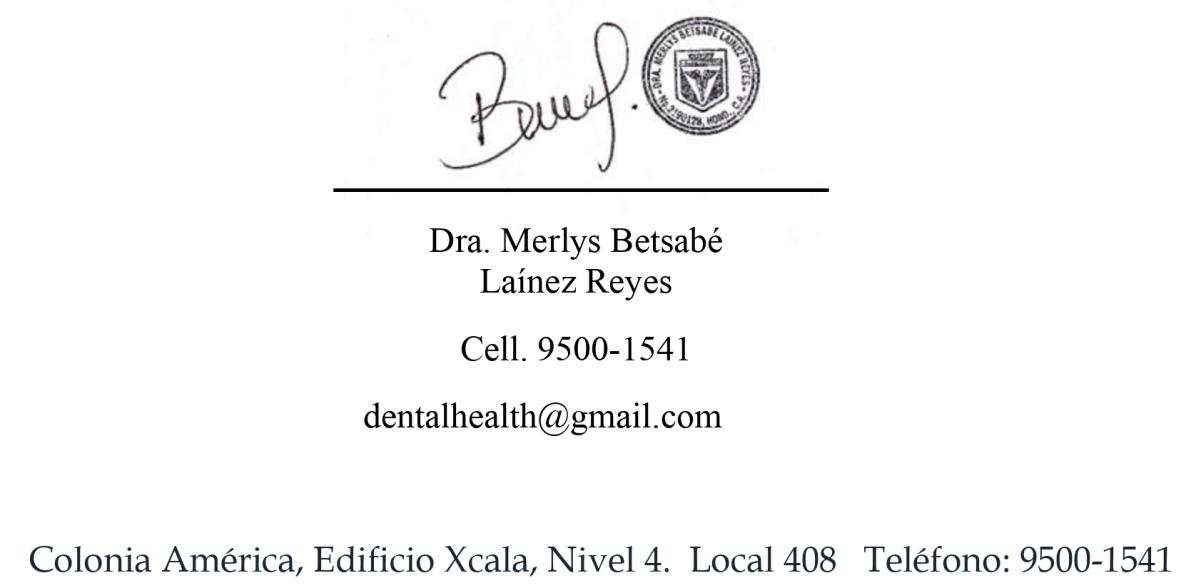 DRA. MERLYS BETSABE LAINEZ REYES
No. 2190128, HOND., C.A.
Dra. Merlys Betsabé
Laínez Reyes
Cell. 9500-1541
dentalhealth@gmail.com
Colonia América, Edificio Xcala, Nivel 4. Local 408 Teléfono: 9500-1541